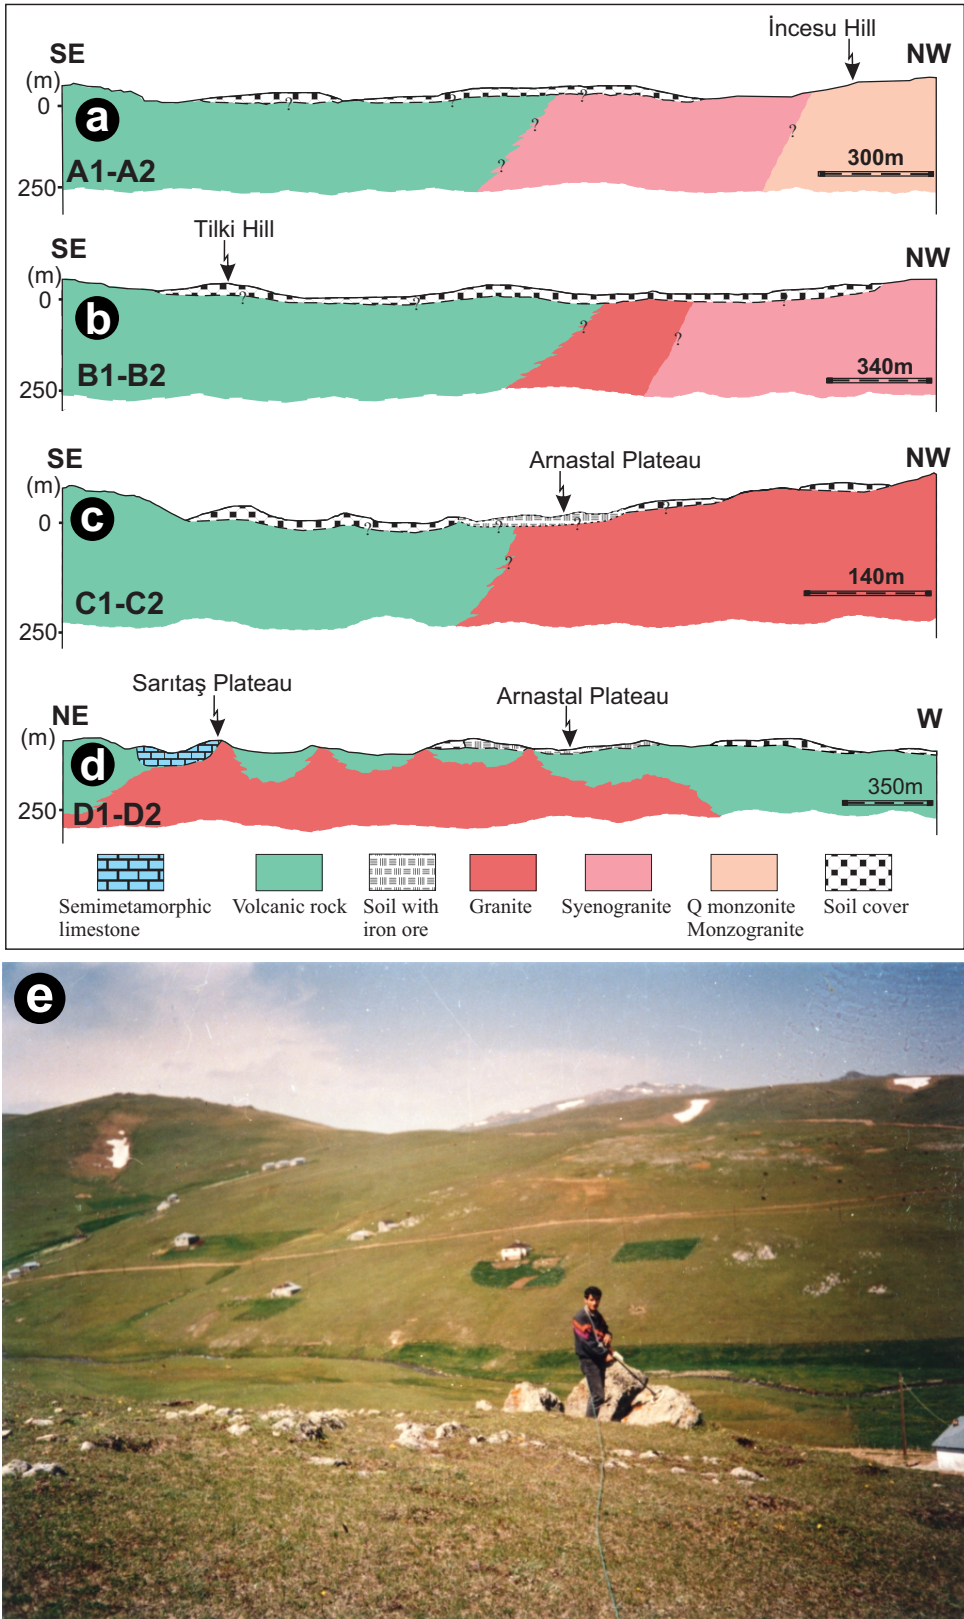 İncesu Hill
SE
NW
(m)
0
a
?
?
?
?
?
?
A1-A2
300m
250
Tilki Hill
SE
NW
(m)
0
b
?
?
?
?
?
B1-B2
340m
250
Arnastal Plateau
SE
NW
(m)
0
c
?
?
?
?
?
C1-C2
140m
250
Sarıtaş Plateau
Arnastal Plateau
NE
W
(m)
d
350m
250
D1-D2
Semimetamorphic
limestone
Volcanic rock
Soil with
iron ore
Granite
Syenogranite
Q monzonite
Monzogranite
Soil cover
e